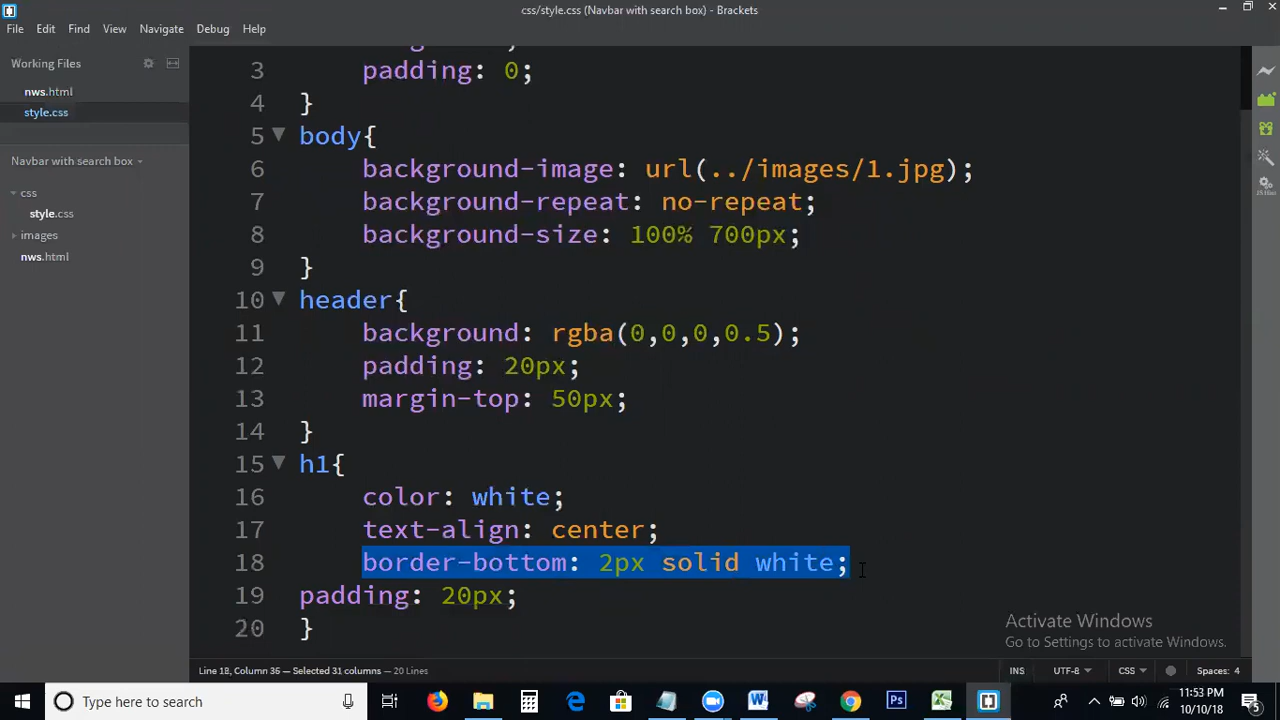 css/style.css (Navbar with search box) - Brackets
File Edit Find View Navigate Debug Help
Working Files
nws.html
style.css
Navbar with search box
css
style.css
images
nws.html
3 padding: 0;
4 }
5 body{
6 background-image: url(../images/1.jpg);
7 background-repeat: no-repeat;
8 background-size: 100% 700px;
9 }
10 header{
11 background: rgba(0,0,0,0.5);
12 padding: 20px;
13 margin-top: 50px;
14 }
15 h1{
16 color: white;
17 text-align: center;
18 border-bottom: 2px solid white;
19 padding: 20px;
20 }
Activate Windows
Go to Settings to activate Windows.
Line 18, Column 36 — Selected 31 columns — 20 Lines
INS UTF-8 CSS Spaces: 4
Type here to search
11:53 PM
10/10/18
5